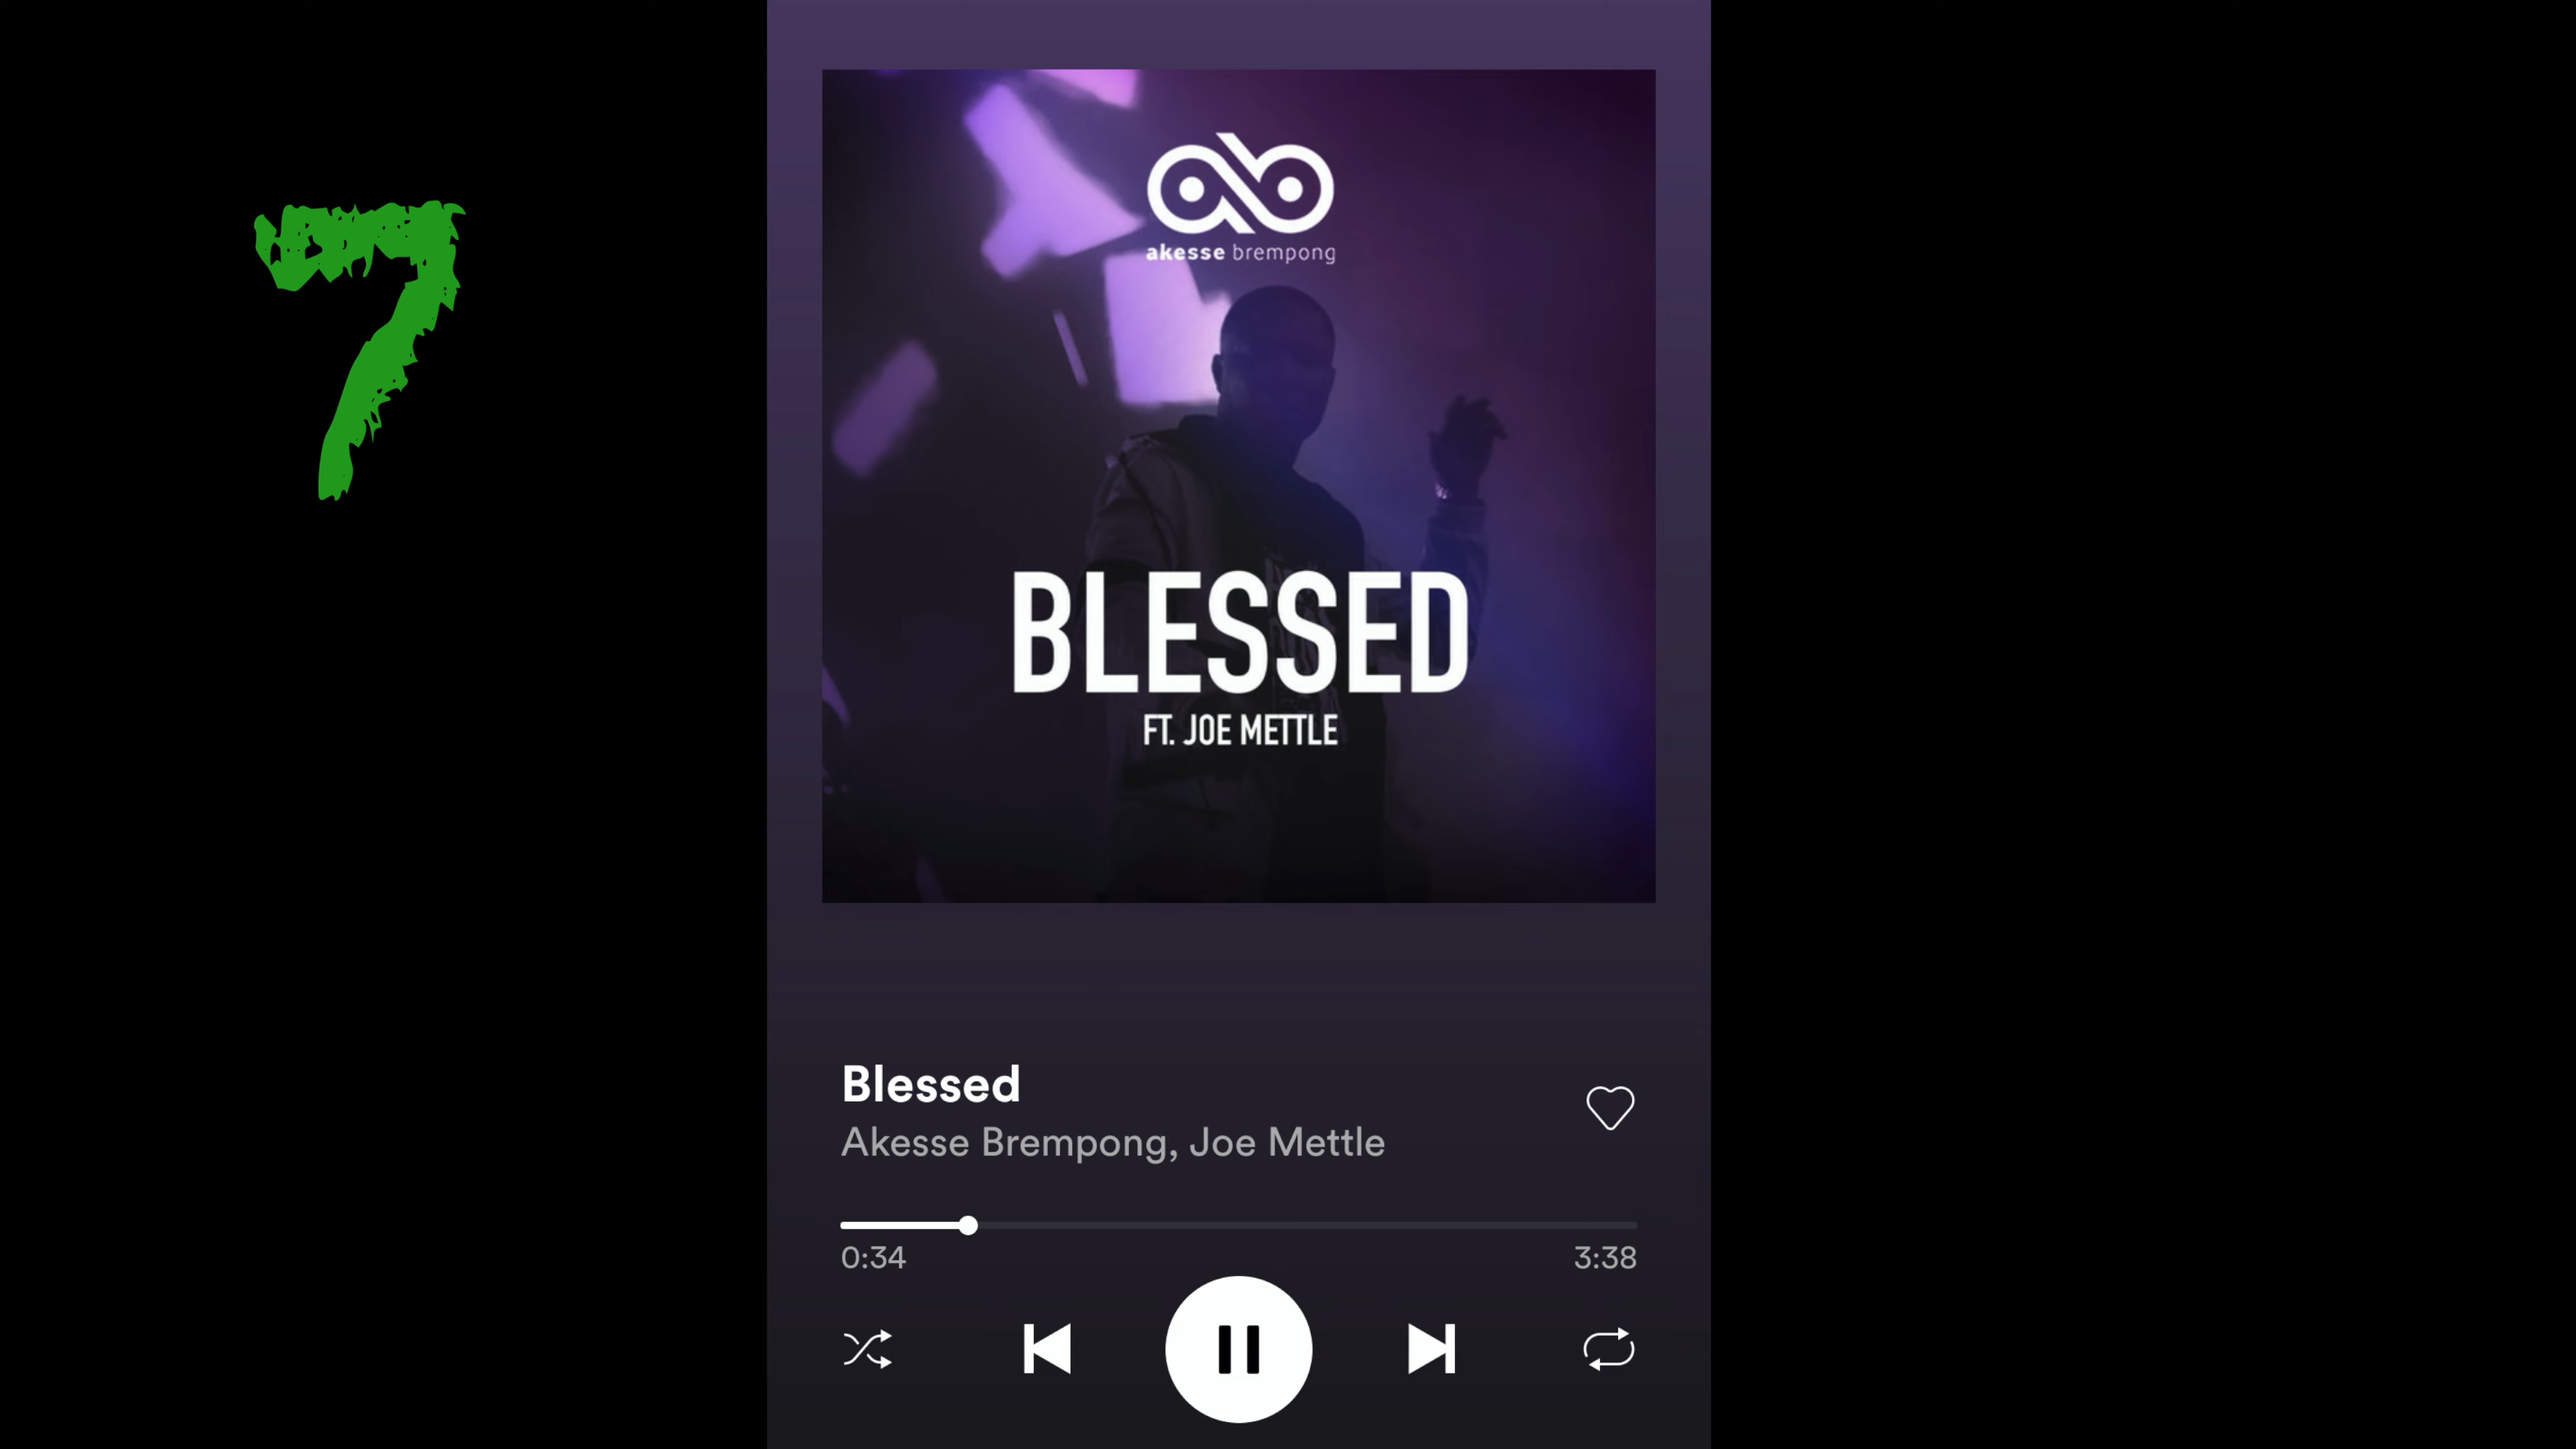 7
akesse brempong
BLESSED
FT. JOE METTLE
Blessed
Akesse Brempong, Joe Mettle
0:34
3:38